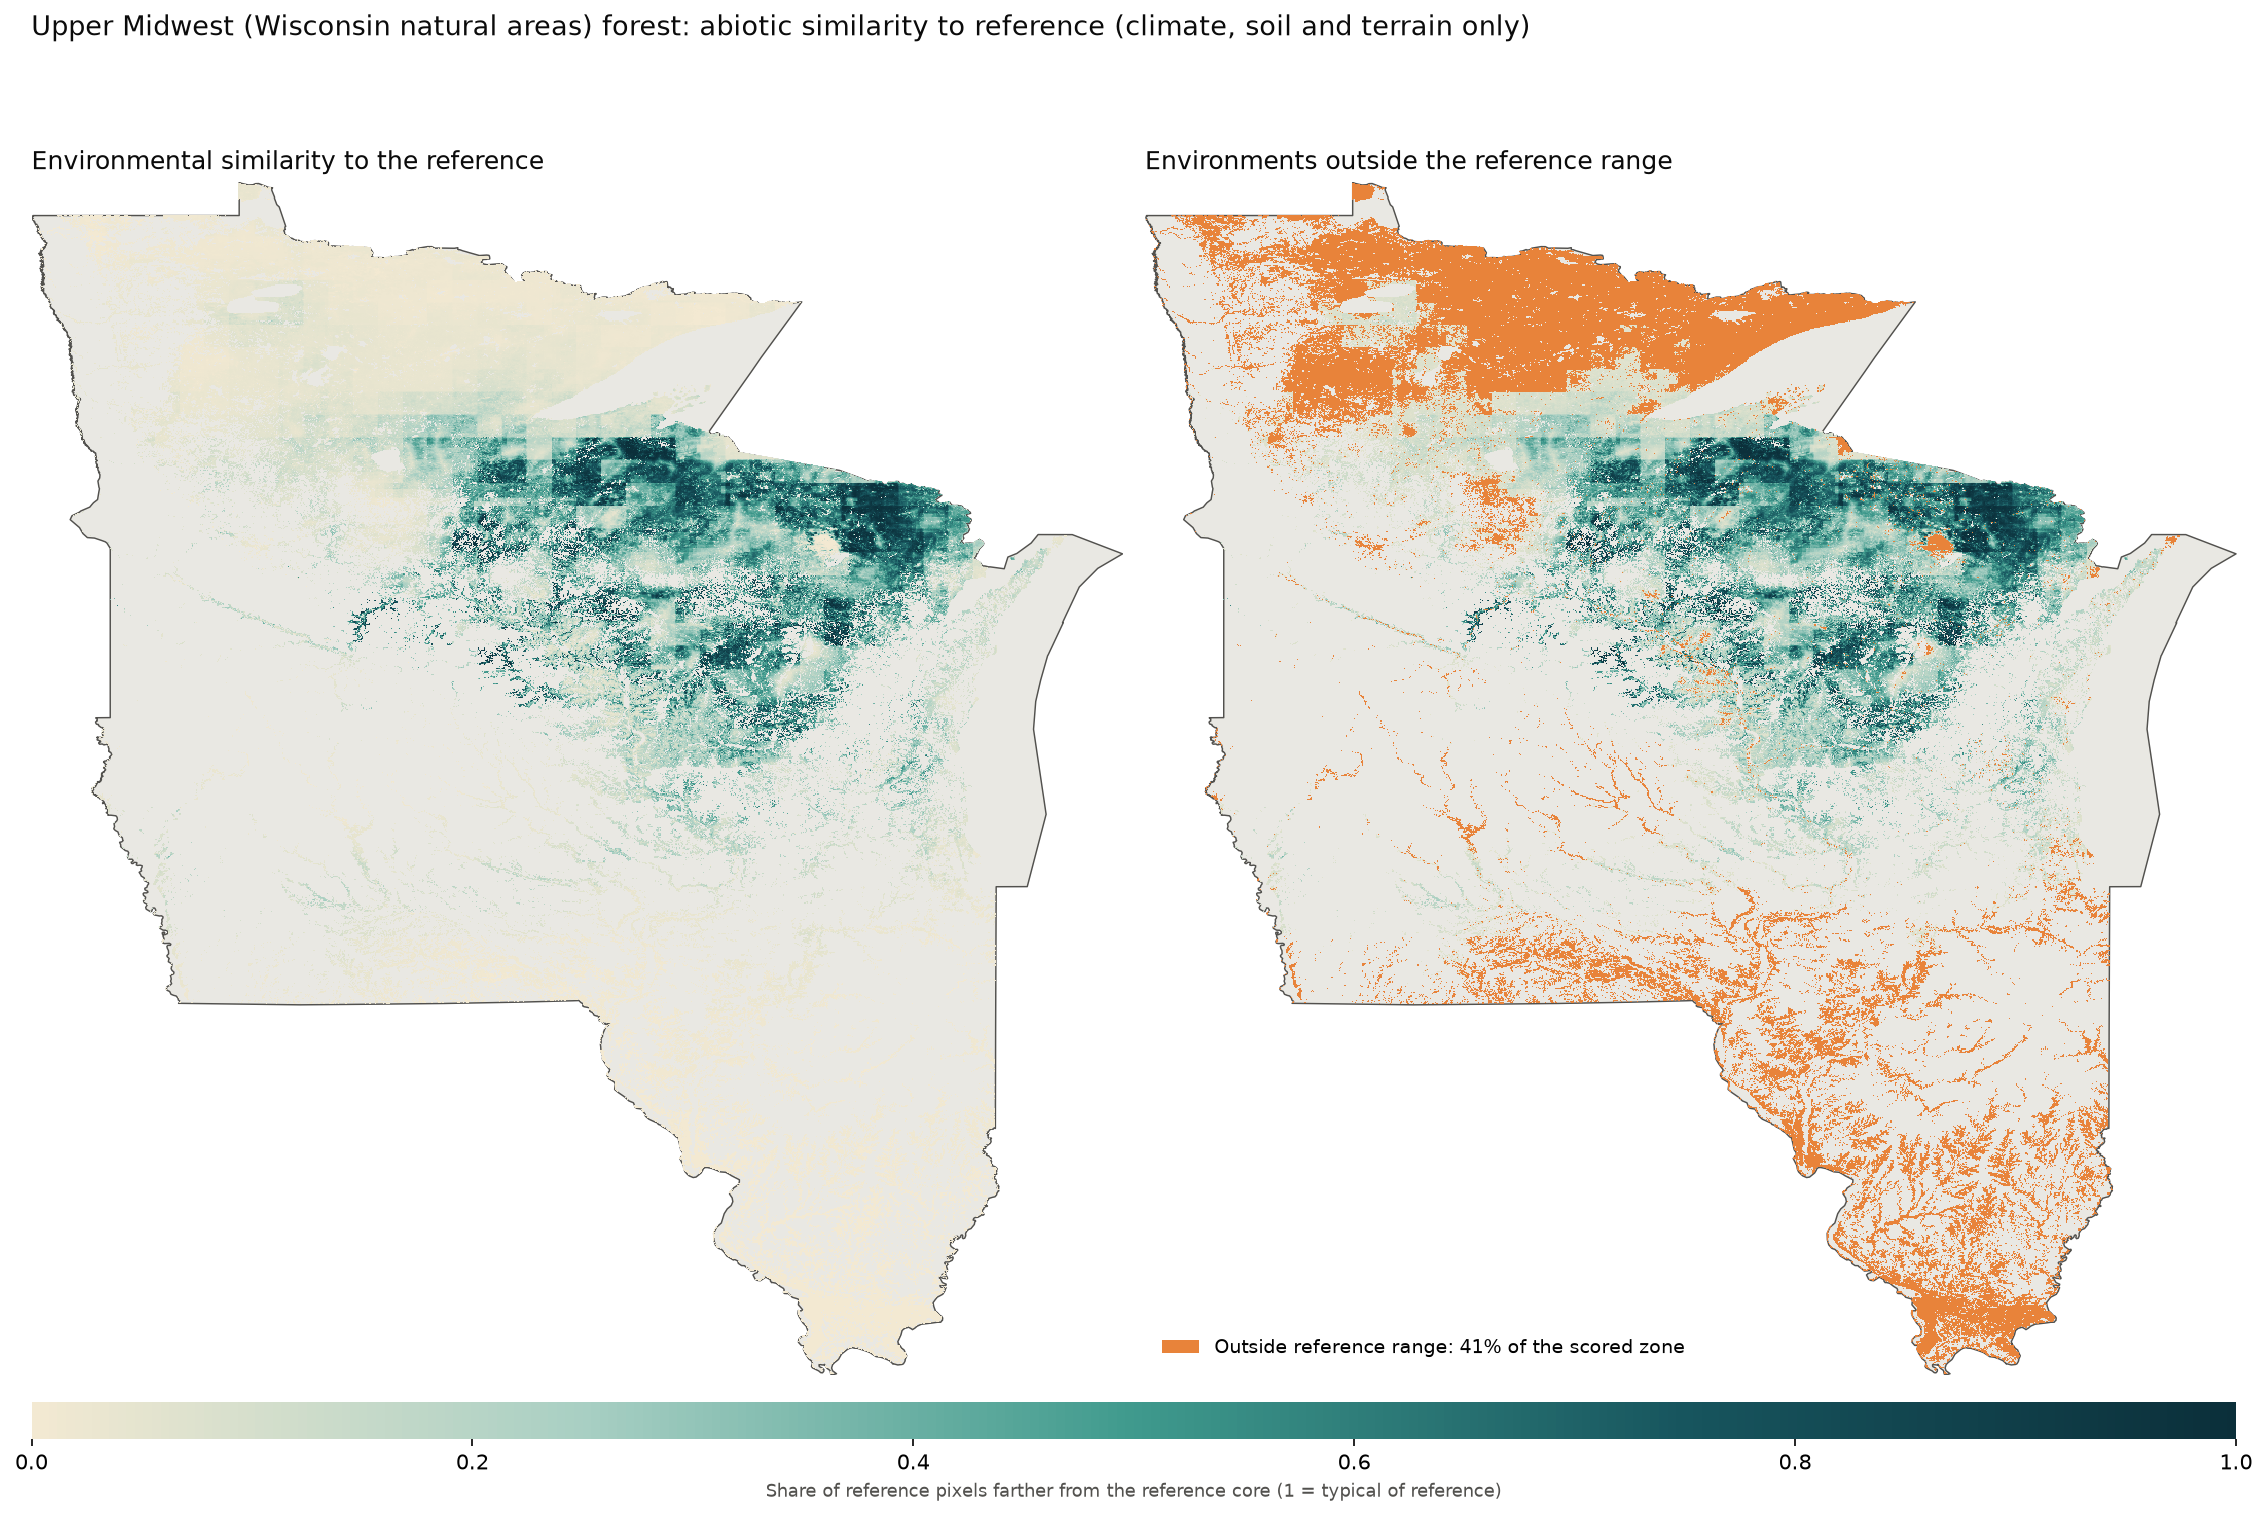 Upper Midwest (Wisconsin natural areas) forest: abiotic similarity to reference (climate, soil and terrain only)
Environmental similarity to the reference
Environments outside the reference range
Outside reference range: 41% of the scored zone
0.0 0.2 0.4 0.6 0.8 1.0
Share of reference pixels farther from the reference core (1 = typical of reference)